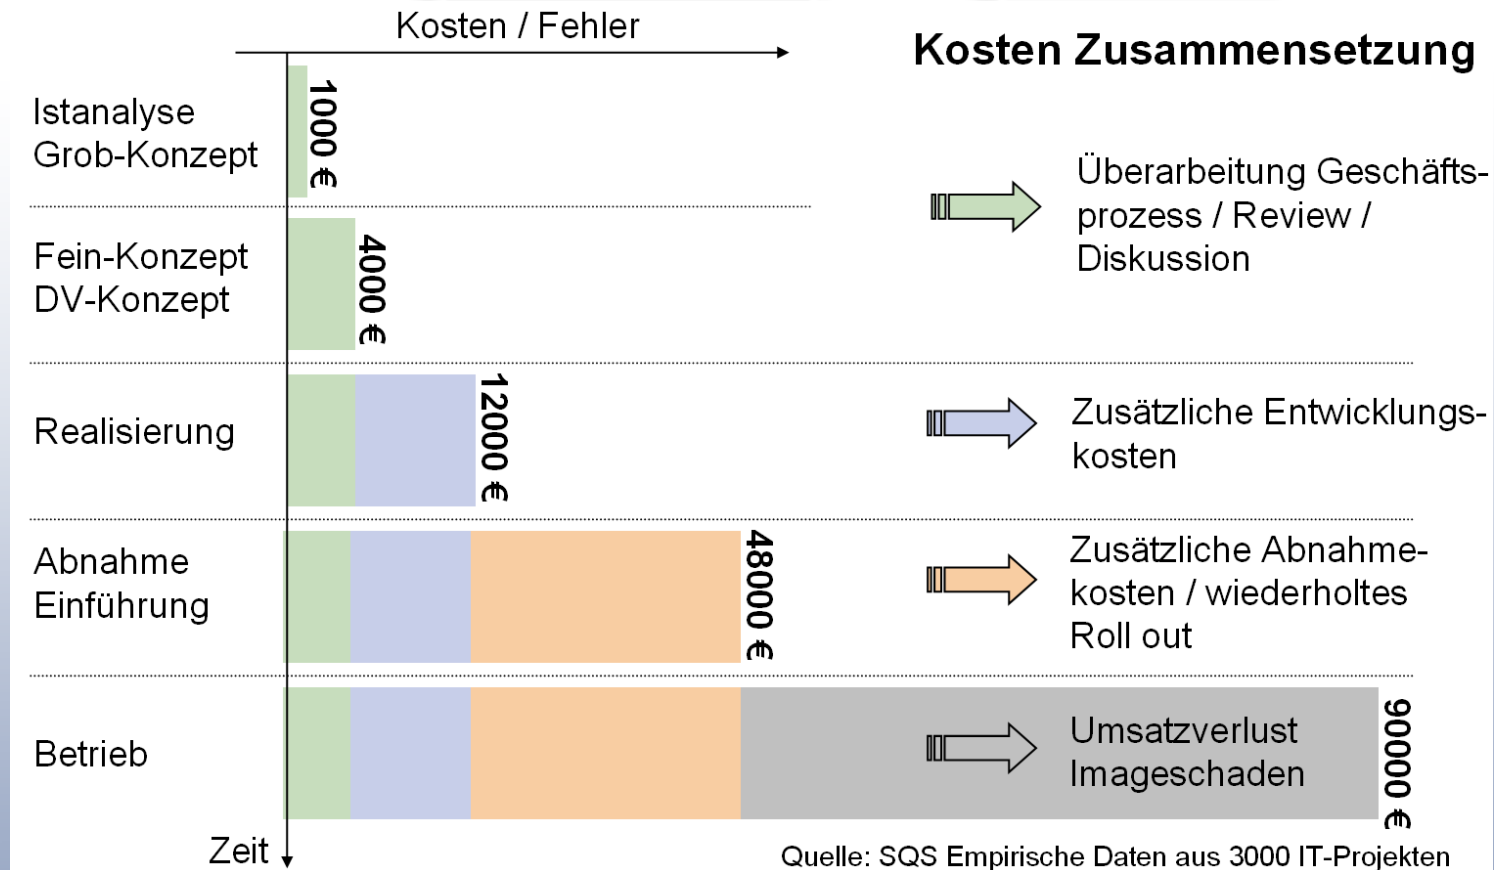 Kosten / Fehler
Kosten Zusammensetzung
Istanalyse
Grob-Konzept
1000 €
Überarbeitung Geschäfts-
prozess / Review /
Diskussion
Fein-Konzept
DV-Konzept
4000 €
Realisierung
12000 €
Zusätzliche Entwicklungs-
kosten
Abnahme
Einführung
48000 €
Zusätzliche Abnahme-
kosten / wiederholtes
Roll out
Betrieb
Umsatzverlust
Imageschaden
90000 €
Zeit
Quelle: SQS Empirische Daten aus 3000 IT-Projekten